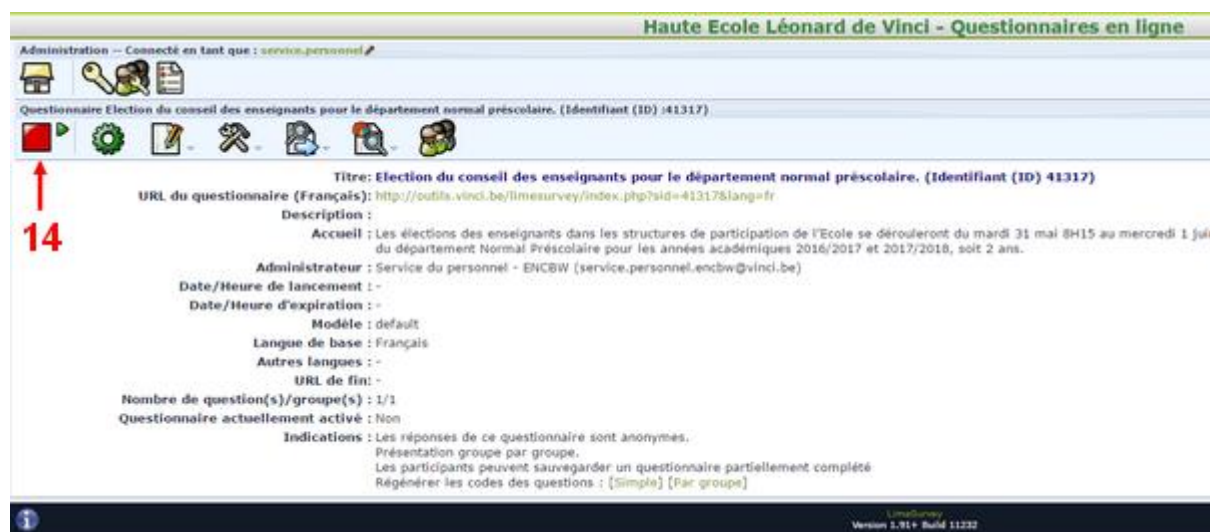 Haute Ecole Léonard de Vinci - Questionnaires en ligne
Administration -- Connecté en tant que : service.personnel
Questionnaire Election du conseil des enseignants pour le département normal préscolaire. (Identifiant (ID) :41317)
Titre: Election du conseil des enseignants pour le département normal préscolaire. (Identifiant (ID) 41317)
URL du questionnaire (Français): http://outils.vinci.be/limesurvey/index.php?sid=41317&lang=fr
Description :
14
Accueil : Les élections des enseignants dans les structures de participation de l'Ecole se dérouleront du mardi 31 mai 8H15 au mercredi 1 jui
du département Normal Préscolaire pour les années académiques 2016/2017 et 2017/2018, soit 2 ans.
Administrateur : Service du personnel - ENCBW (service.personnel.encbw@vinci.be)
Date/Heure de lancement : -
Date/Heure d'expiration : -
Modèle : default
Langue de base : Français
Autres langues : -
URL de fin: -
Nombre de question(s)/groupe(s) : 1/1
Questionnaire actuellement activé : Non
Indications : Les réponses de ce questionnaire sont anonymes.
Présentation groupe par groupe.
Les participants peuvent sauvegarder un questionnaire partiellement complété
Régénérer les codes des questions : [Simple] [Par groupe]
LimeSurvey
Version 1.91+ Build 11232